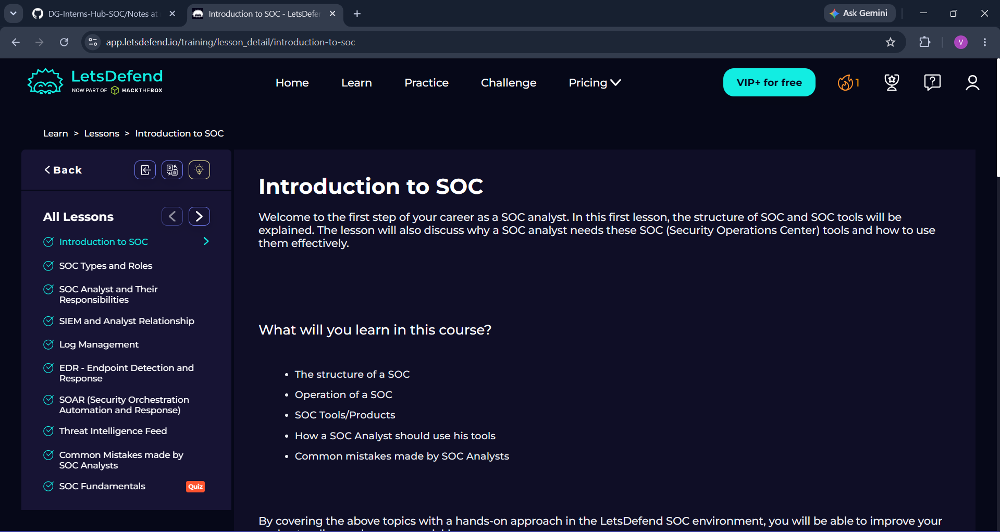 DG-Interns-Hub-SOC/Notes at
Introduction to SOC - LetsDefen
Ask Gemini
app.letsdefend.io/training/lesson_detail/introduction-to-soc
V
LetsDefend
NOW PART OF HACKTHEBOX
Home
Learn
Practice
Challenge
Pricing
VIP+ for free
1
Learn > Lessons > Introduction to SOC
Back
All Lessons
Introduction to SOC
SOC Types and Roles
SOC Analyst and Their
Responsibilities
SIEM and Analyst Relationship
Log Management
EDR - Endpoint Detection and
Response
SOAR (Security Orchestration
Automation and Response)
Threat Intelligence Feed
Common Mistakes made by
SOC Analysts
SOC Fundamentals
Quiz
Introduction to SOC
Welcome to the first step of your career as a SOC analyst. In this first lesson, the structure of SOC and SOC tools will be
explained. The lesson will also discuss why a SOC analyst needs these SOC (Security Operations Center) tools and how to use
them effectively.
What will you learn in this course?
• The structure of a SOC
• Operation of a SOC
• SOC Tools/Products
• How a SOC Analyst should use his tools
• Common mistakes made by SOC Analysts
By covering the above topics with a hands-on approach in the LetsDefend SOC environment, you will be able to improve your